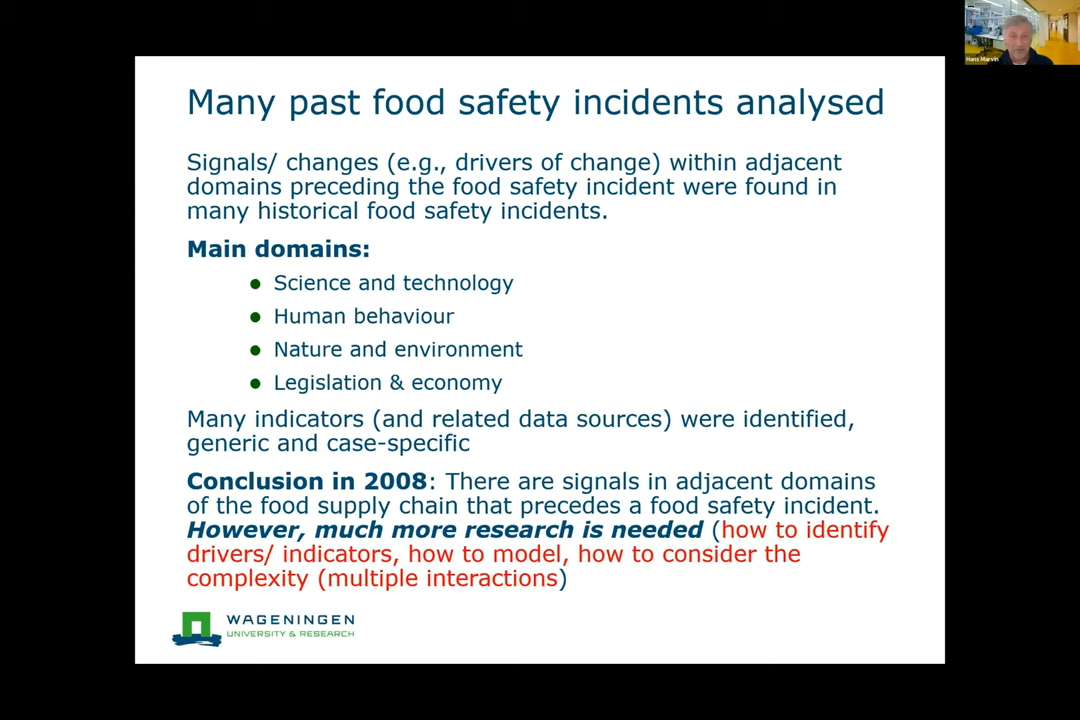 Many past food safety incidents analysed
Hans Marvin
Signals/ changes (e.g., drivers of change) within adjacent
domains preceding the food safety incident were found in
many historical food safety incidents.
Main domains:
Science and technology
Human behaviour
Nature and environment
Legislation & economy
Many indicators (and related data sources) were identified,
generic and case-specific
Conclusion in 2008: There are signals in adjacent domains
of the food supply chain that precedes a food safety incident.
However, much more research is needed (how to identify
drivers/ indicators, how to model, how to consider the
complexity (multiple interactions)
WAGENINGEN
UNIVERSITY & RESEARCH